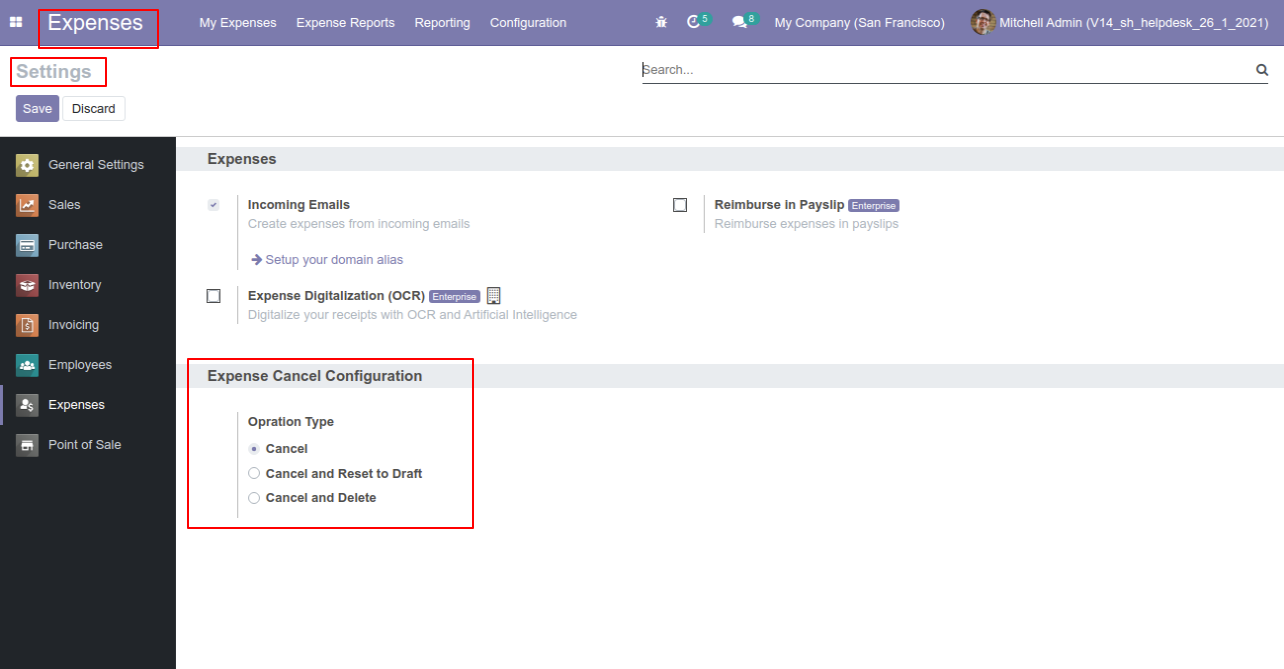 Expenses My Expenses Expense Reports Reporting Configuration 5 8 My Company (San Francisco) Mitchell Admin (V14_sh_helpdesk_26_1_2021)
Settings
Search...
Save Discard
General Settings
Sales
Purchase
Inventory
Invoicing
Employees
Expenses
Point of Sale
Expenses
Incoming Emails
Create expenses from incoming emails
Setup your domain alias
Reimburse in Payslip Enterprise
Reimburse expenses in payslips
Expense Digitalization (OCR) Enterprise
Digitalize your receipts with OCR and Artificial Intelligence
Expense Cancel Configuration
Opration Type
Cancel
Cancel and Reset to Draft
Cancel and Delete